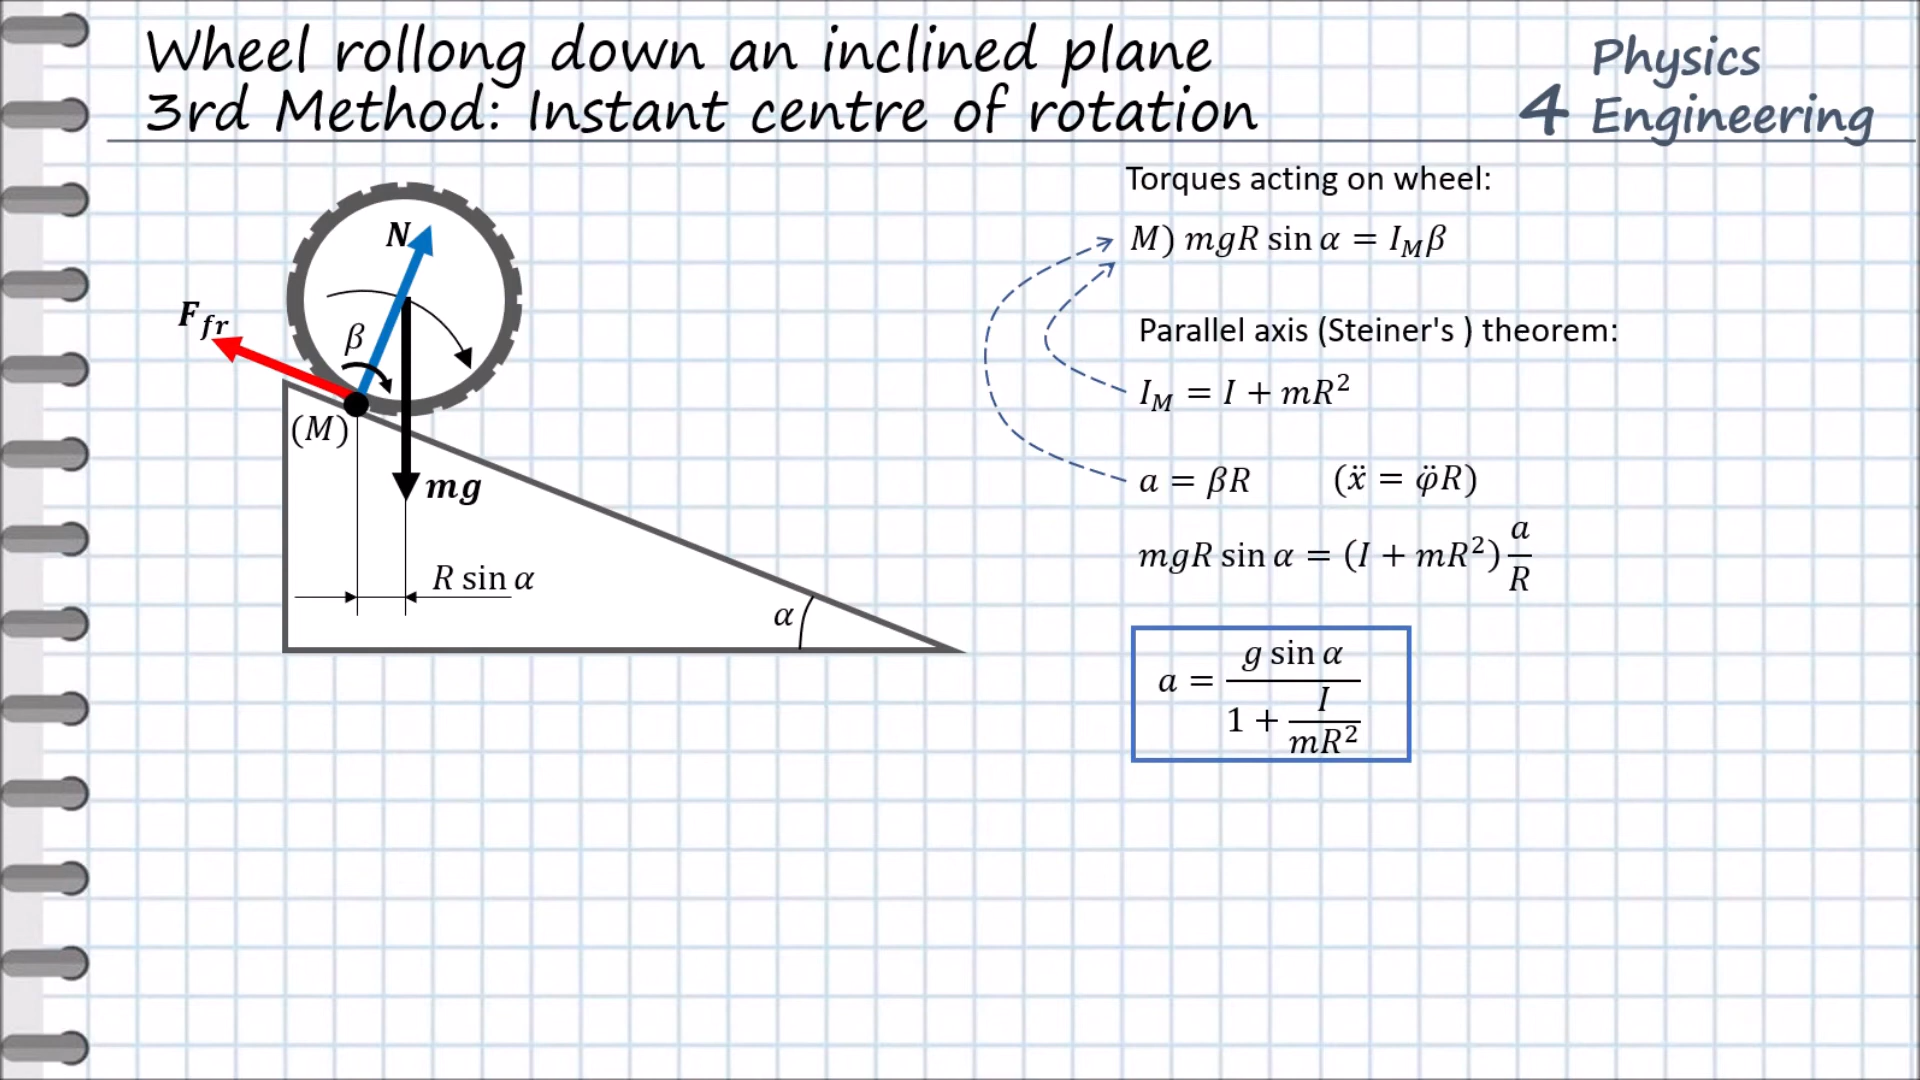 Wheel rollong down an inclined plane
3rd Method: Instant centre of rotation
Physics
4 Engineering
Torques acting on wheel:
M) mgR sin α = I_M β
Parallel axis (Steiner's ) theorem:
I_M = I + mR²
a = βR (ẍ = φ̈R)
mgR sin α = (I + mR²) a/R
a = g sin α / (1 + I/(mR²))
N
F_fr
β
(M)
mg
R sin α
α